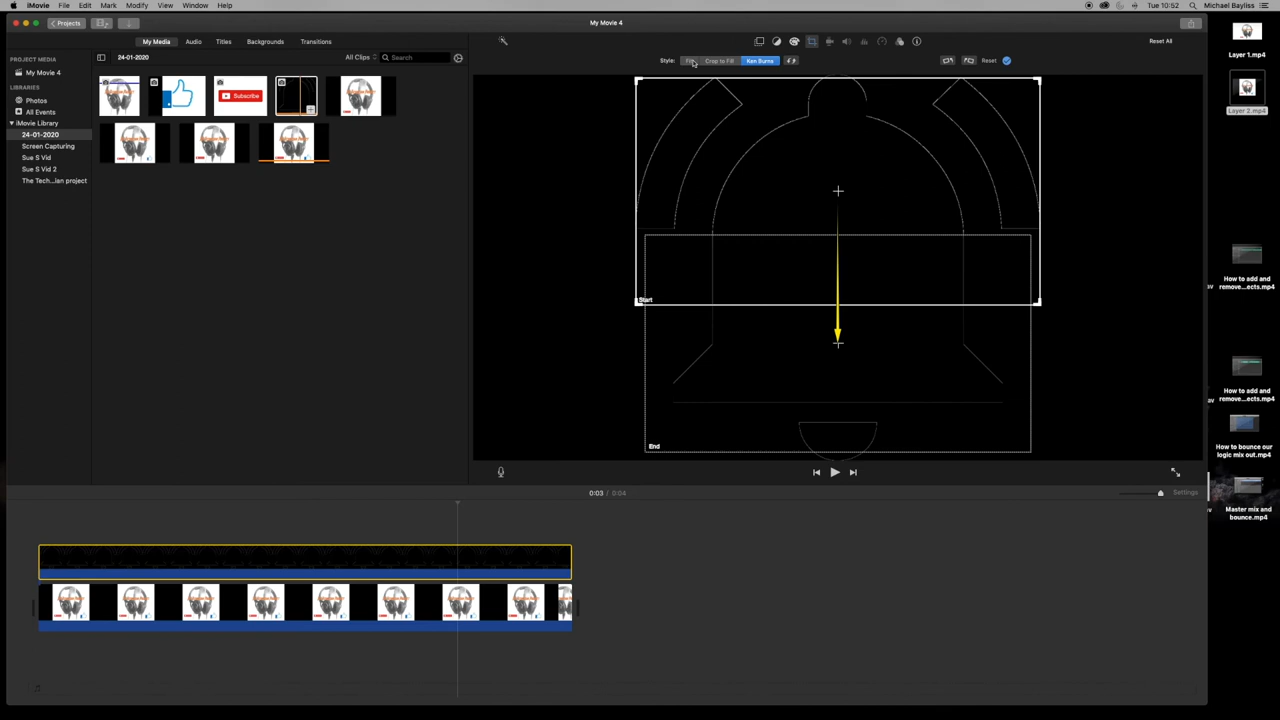 iMovie File Edit Mark Modify View Window Help Tue 10:52 Michael Bayliss
Projects My Movie 4
My Media Audio Titles Backgrounds Transitions Reset All
PROJECT MEDIA
My Movie 4
LIBRARIES
Photos
All Events
iMovie Library
24-01-2020
Screen Capturing
Sue S Vid
Sue S Vid 2
The Tech...ian project
24-01-2020 All Clips Search
Subscribe
Style: Fit Crop to Fill Ken Burns Reset
Start
End
0:03 / 0:04 Settings
Layer 1.mp4
Layer 2.mp4
How to add and
remove...ects.mp4
How to add and
remove...ects.mp4
How to bounce our
logic mix out.mp4
Master mix and
bounce.mp4